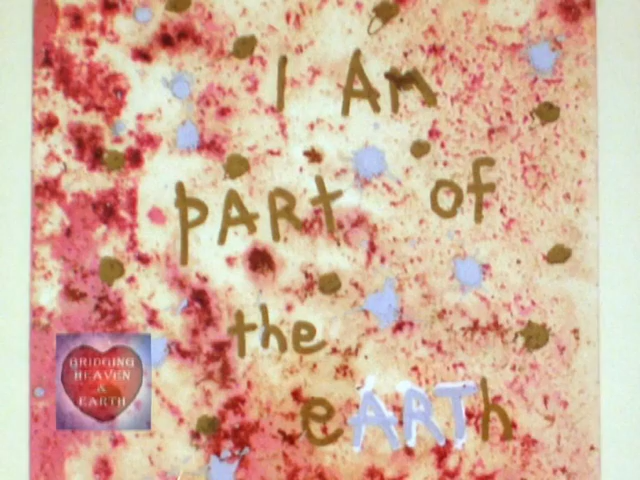 I Am
pARt of
the
eARTh
BRIDGING
HEAVEN
&
EARTH